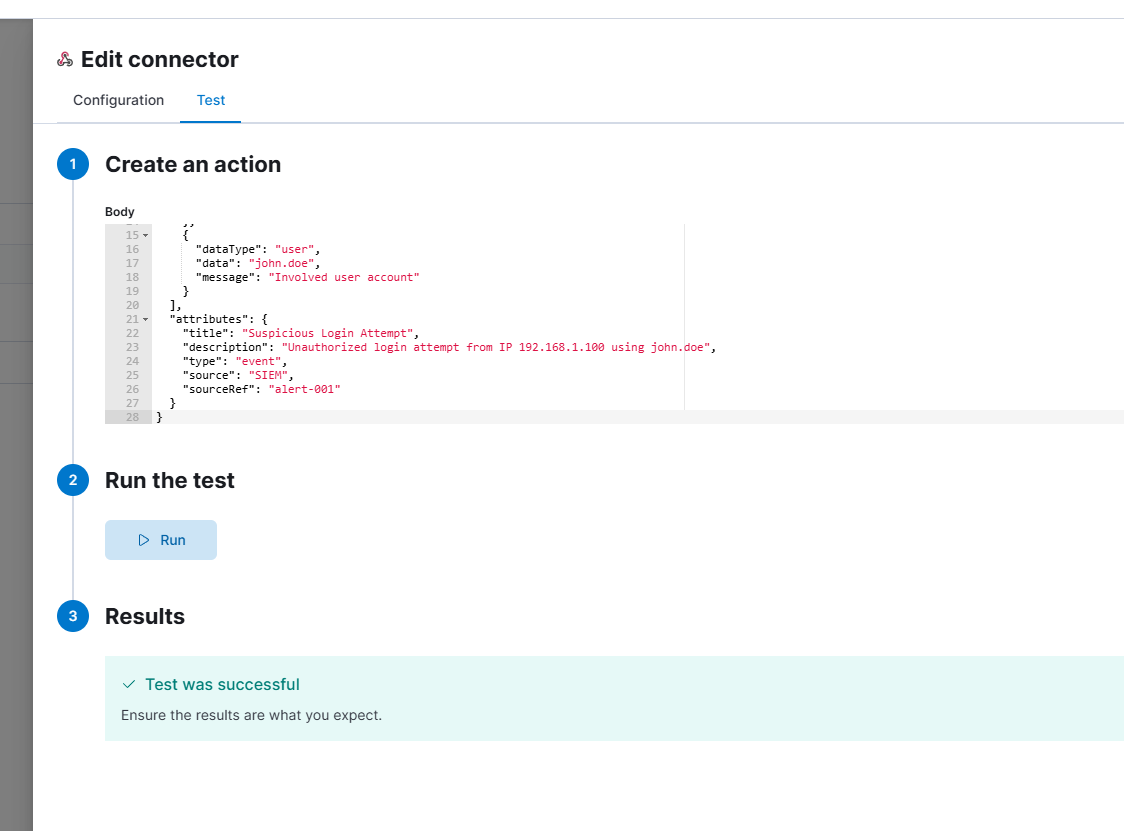 Edit connector
Configuration
Test
1
Create an action
Body
15 {
16 "dataType": "user",
17 "data": "john.doe",
18 "message": "Involved user account"
19 }
20 ],
21 "attributes": {
22 "title": "Suspicious Login Attempt",
23 "description": "Unauthorized login attempt from IP 192.168.1.100 using john.doe",
24 "type": "event",
25 "source": "SIEM",
26 "sourceRef": "alert-001"
27 }
28 }
2
Run the test
Run
3
Results
Test was successful
Ensure the results are what you expect.